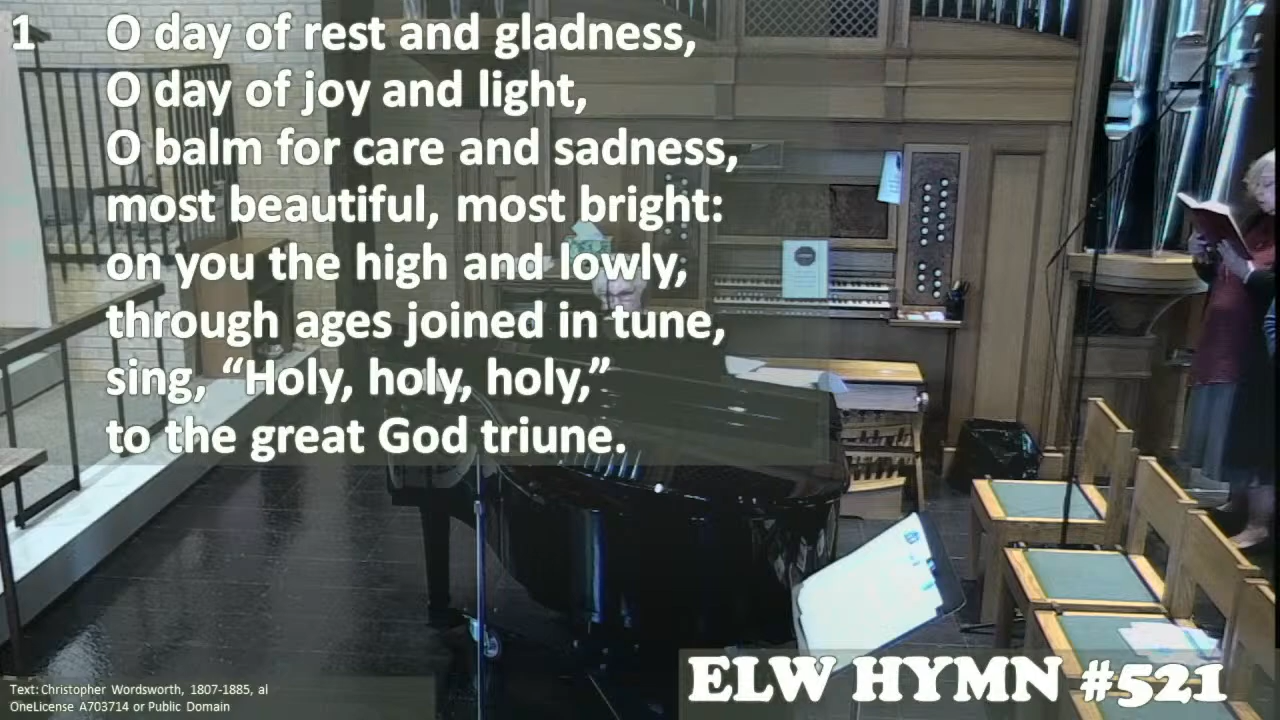 1 O day of rest and gladness,
O day of joy and light,
O balm for care and sadness,
most beautiful, most bright:
on you the high and lowly,
through ages joined in tune,
sing, “Holy, holy, holy,”
to the great God triune.
ELW HYMN #521
Text: Christopher Wordsworth, 1807-1885, al
OneLicense A703714 or Public Domain